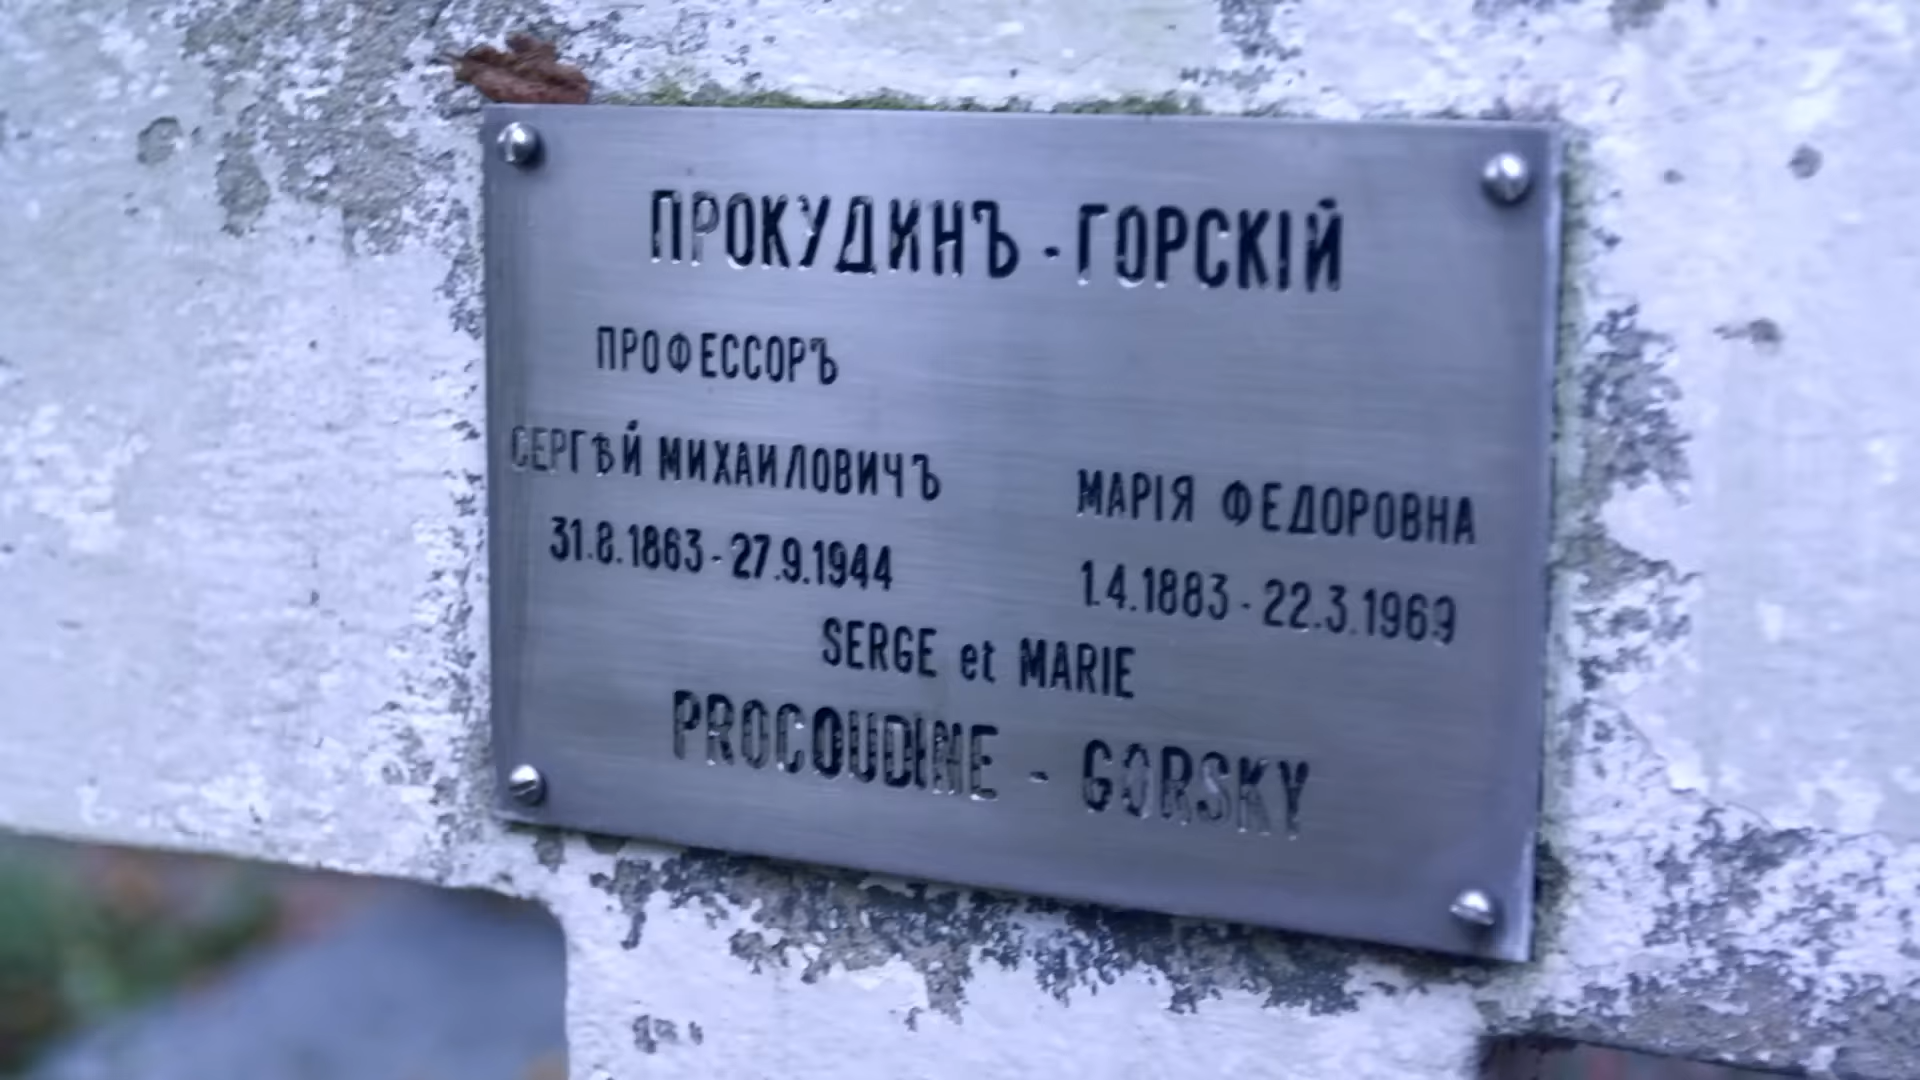 ПРОКУДИНЪ - ГОРСКІЙ
ПРОФЕССОРЪ
СЕРГѢЙ МИХАИЛОВИЧЪ
31.8.1863 - 27.9.1944
МАРІЯ ФЕДОРОВНА
1.4.1883 - 22.3.1969
SERGE et MARIE
PROCOUDINE - GORSKY